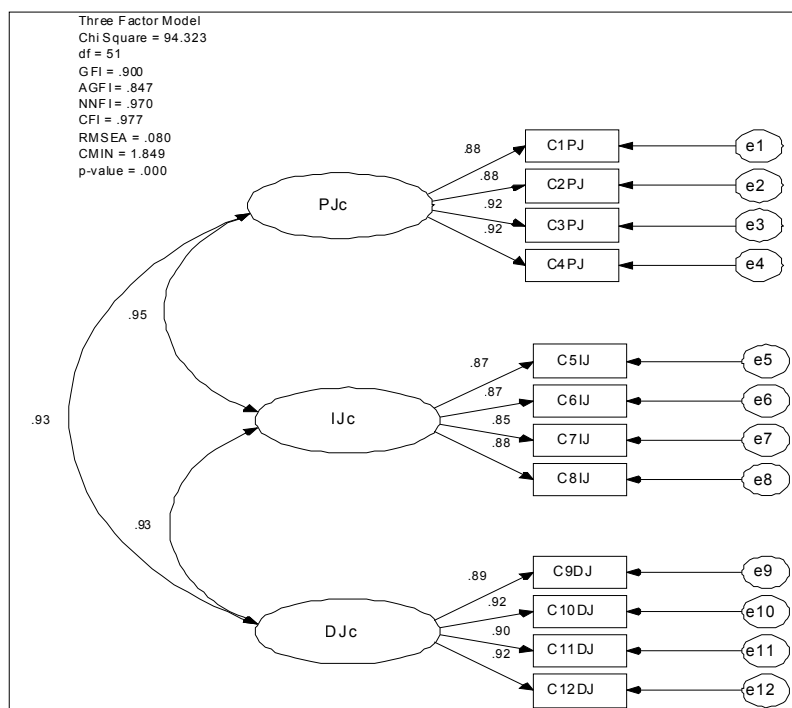 Three Factor Model
Chi Square = 94.323
df = 51
GFI = .900
AGFI = .847
NNFI = .970
CFI = .977
RMSEA = .080
CMIN = 1.849
p-value = .000
.88
C1PJ
e1
.88
C2PJ
e2
PJc
.92
C3PJ
e3
.92
C4PJ
e4
.95
.87
C5IJ
e5
.87
C6IJ
e6
.93
IJc
.85
C7IJ
e7
.88
C8IJ
e8
.93
.89
C9DJ
e9
.92
C10DJ
e10
DJc
.90
C11DJ
e11
.92
C12DJ
e12